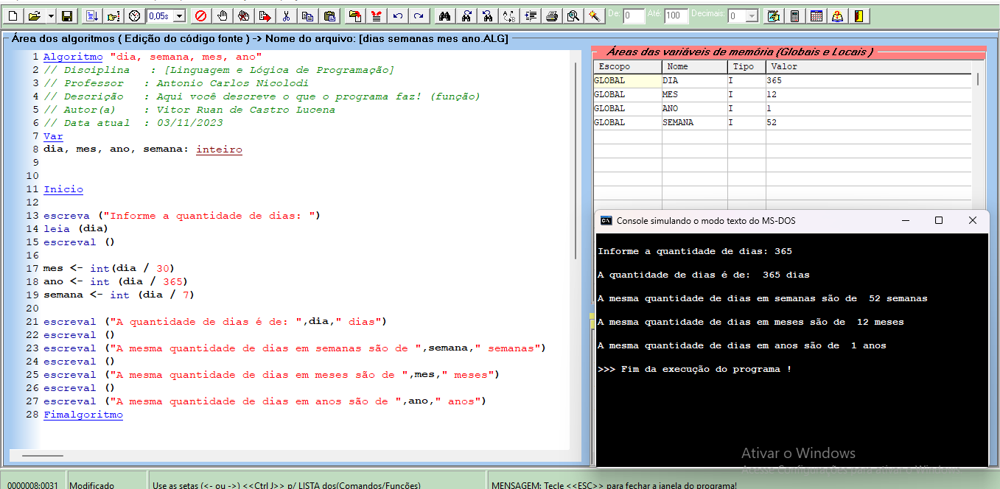 0,05s De: 0 Até: 100 Decimais: 0
Área dos algoritmos ( Edição do código fonte ) -> Nome do arquivo: [dias semanas mes ano.ALG]
1 Algoritmo "dia, semana, mes, ano"
2 // Disciplina : [Linguagem e Lógica de Programação]
3 // Professor : Antonio Carlos Nicolodi
4 // Descrição : Aqui você descreve o que o programa faz! (função)
5 // Autor(a) : Vitor Ruan de Castro Lucena
6 // Data atual : 03/11/2023
7 Var
8 dia, mes, ano, semana: inteiro
9
10
11 Inicio
12
13 escreva ("Informe a quantidade de dias: ")
14 leia (dia)
15 escreval ()
16
17 mes <- int(dia / 30)
18 ano <- int (dia / 365)
19 semana <- int (dia / 7)
20
21 escreval ("A quantidade de dias é de: ",dia," dias")
22 escreval ()
23 escreval ("A mesma quantidade de dias em semanas são de ",semana," semanas")
24 escreval ()
25 escreval ("A mesma quantidade de dias em meses são de ",mes," meses")
26 escreval ()
27 escreval ("A mesma quantidade de dias em anos são de ",ano," anos")
28 Fimalgoritmo
Áreas das variáveis de memória (Globais e Locais )
Escopo Nome Tipo Valor
GLOBAL DIA I 365
GLOBAL MES I 12
GLOBAL ANO I 1
GLOBAL SEMANA I 52
Console simulando o modo texto do MS-DOS
Informe a quantidade de dias: 365
A quantidade de dias é de: 365 dias
A mesma quantidade de dias em semanas são de 52 semanas
A mesma quantidade de dias em meses são de 12 meses
A mesma quantidade de dias em anos são de 1 anos
>>> Fim da execução do programa !
Ativar o Windows
Acesse Configurações para ativar o Windows.
0000008:0031 Modificado Use as setas (<- ou ->) <<Ctrl J>> p/ LISTA dos(Comandos/Funções) MENSAGEM: Tecle <<ESC>> para fechar a janela do programa!